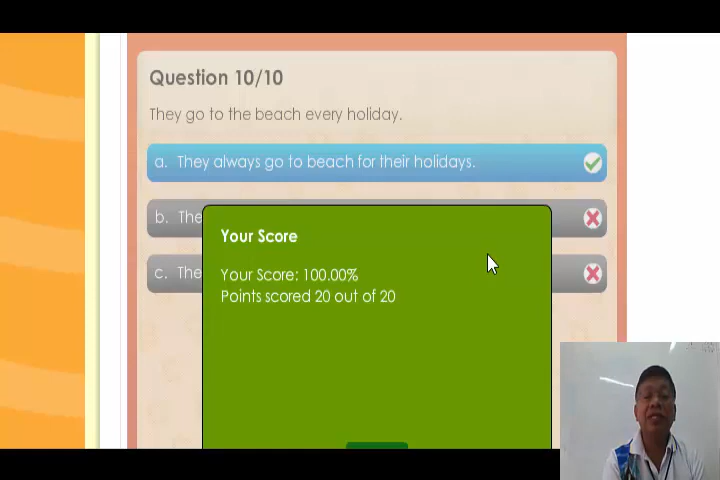 Question 10/10
They go to the beach every holiday.
a. They always go to beach for their holidays.
b. The
c. The
Your Score
Your Score: 100.00%
Points scored 20 out of 20